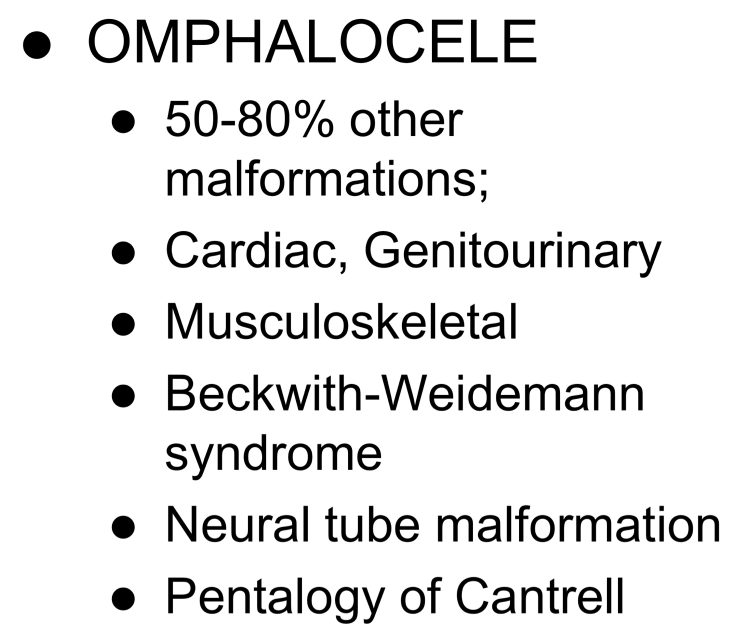 ● OMPHALOCELE
● 50-80% other
malformations;
● Cardiac, Genitourinary
● Musculoskeletal
● Beckwith-Weidemann
syndrome
● Neural tube malformation
● Pentalogy of Cantrell